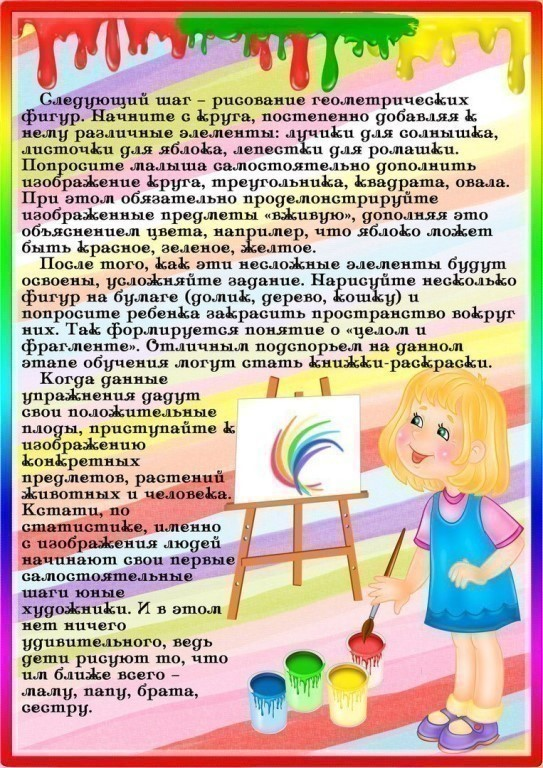 Следующий шаг – рисование геометрических
фигур. Начните с круга, постепенно добавляя к
нему различные элементы: лучики для солнышка,
листочки для яблока, лепестки для ромашки.
Попросите малыша самостоятельно дополнить
изображение круга, треугольника, квадрата, овала.
При этом обязательно продемонстрируйте
изображенные предметы «вживую», дополняя это
объяснением цвета, например, что яблоко может
быть красное, зеленое, желтое.
После того, как эти несложные элементы будут
освоены, усложняйте задание. Нарисуйте несколько
фигур на бумаге (домик, дерево, кошку) и
попросите ребенка закрасить пространство вокруг
них. Так формируется понятие о «целом и
фрагменте». Отличным подспорьем на данном
этапе обучения могут стать книжки-раскраски.
Когда данные
упражнения дадут
свои положительные
плоды, приступайте к
изображению
конкретных
предметов, растений
животных и человека.
Кстати, по
статистике, именно
с изображения людей
начинают свои первые
самостоятельные
шаги юные
художники. И в этом
нет ничего
удивительного, ведь
дети рисуют то, что
им ближе всего –
маму, папу, брата,
сестру.